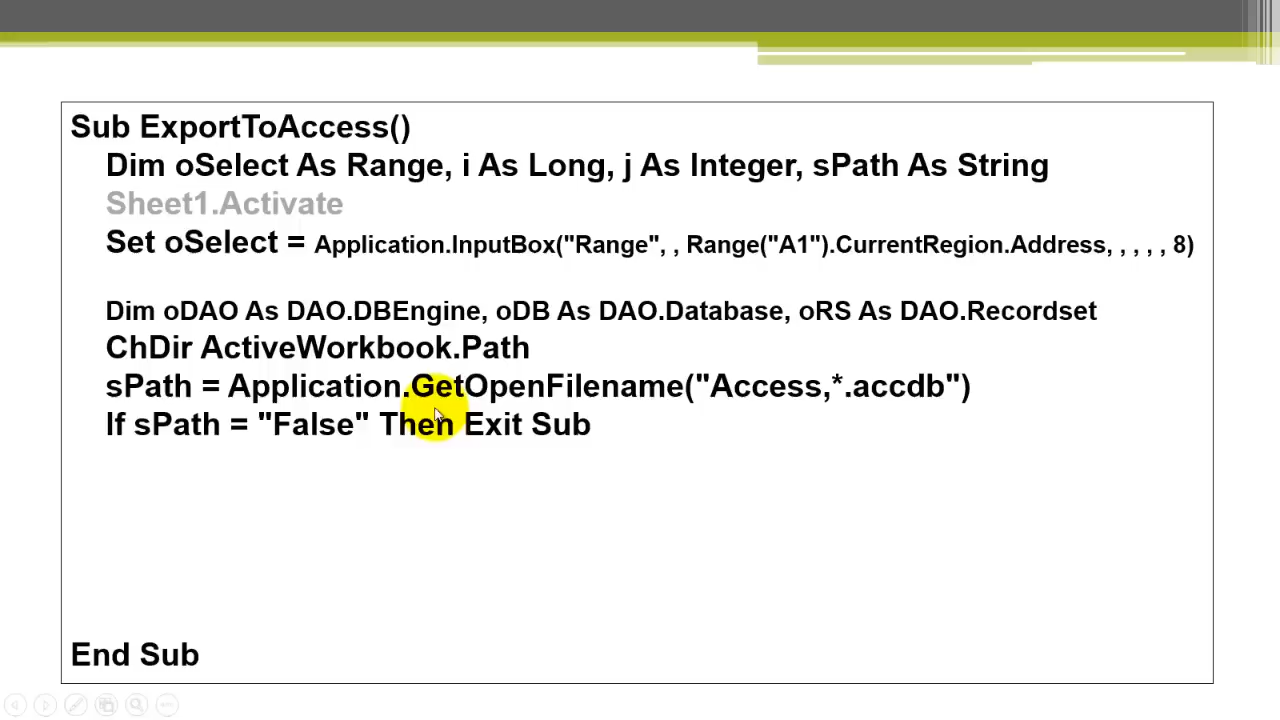 Sub ExportToAccess()
Dim oSelect As Range, i As Long, j As Integer, sPath As String
Sheet1.Activate
Set oSelect = Application.InputBox("Range", , Range("A1").CurrentRegion.Address, , , , , 8)
Dim oDAO As DAO.DBEngine, oDB As DAO.Database, oRS As DAO.Recordset
ChDir ActiveWorkbook.Path
sPath = Application.GetOpenFilename("Access,*.accdb")
If sPath = "False" Then Exit Sub
End Sub